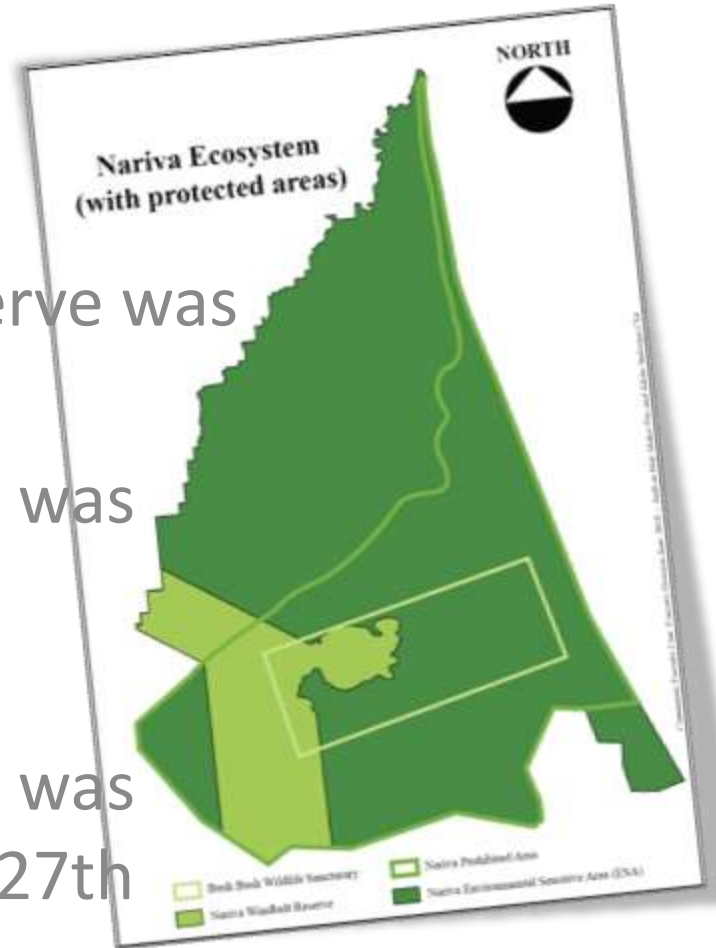 NORTH
Nariva Ecosystem
(with protected areas)
erve was
was
was
27th
Bush Bush Wildlife Sanctuary
Nariva Windbelt Reserve
Nariva Prohibited Area
Nariva Environmental Sensitive Area (ESA)